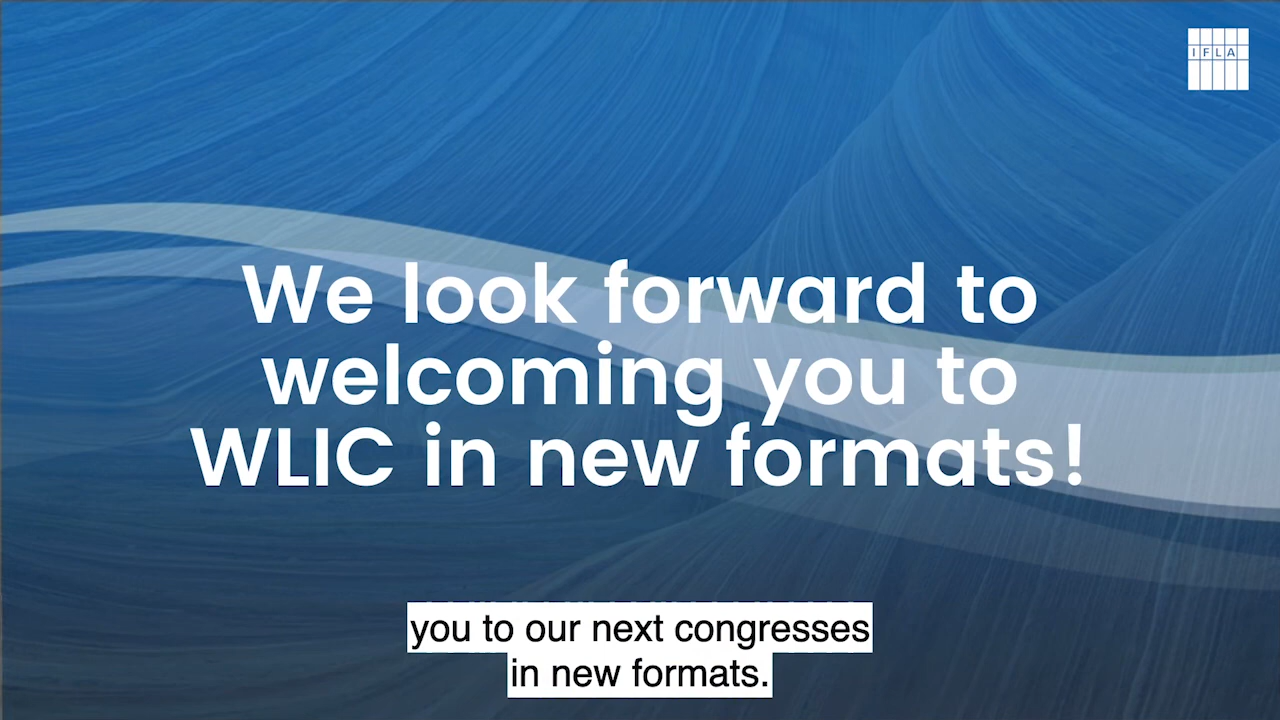 IFLA
We look forward to
welcoming you to
WLIC in new formats!
you to our next congresses
in new formats.